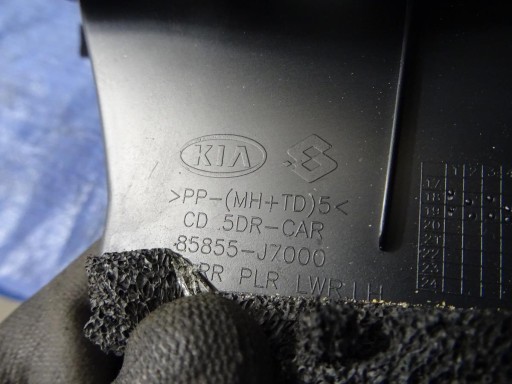 KIA
>PP-(MH+TD)5<
CD 5DR-CAR
85855-J7000
PLR LWR LH